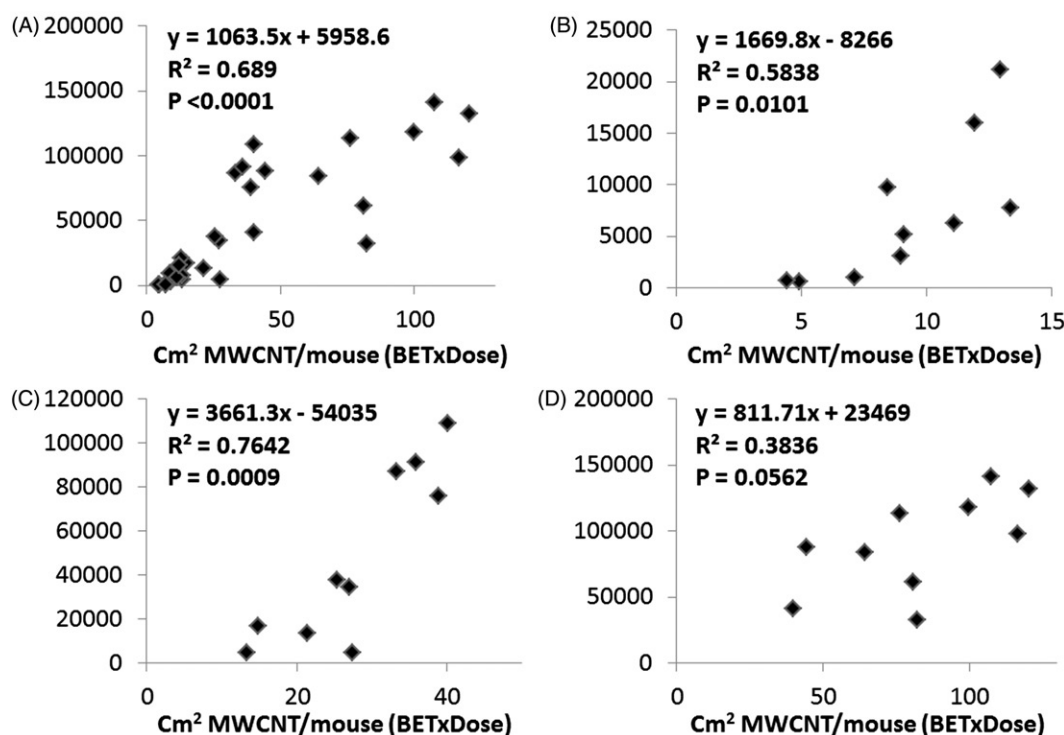 (A)
y = 1063.5x + 5958.6
R² = 0.689
P <0.0001
200000
150000
100000
50000
0
0 50 100
Cm² MWCNT/mouse (BETxDose)
(B)
y = 1669.8x - 8266
R² = 0.5838
P = 0.0101
25000
20000
15000
10000
5000
0
0 5 10 15
Cm² MWCNT/mouse (BETxDose)
(C)
y = 3661.3x - 54035
R² = 0.7642
P = 0.0009
120000
100000
80000
60000
40000
20000
0
0 20 40
Cm² MWCNT/mouse (BETxDose)
(D)
y = 811.71x + 23469
R² = 0.3836
P = 0.0562
200000
150000
100000
50000
0
0 50 100
Cm² MWCNT/mouse (BETxDose)